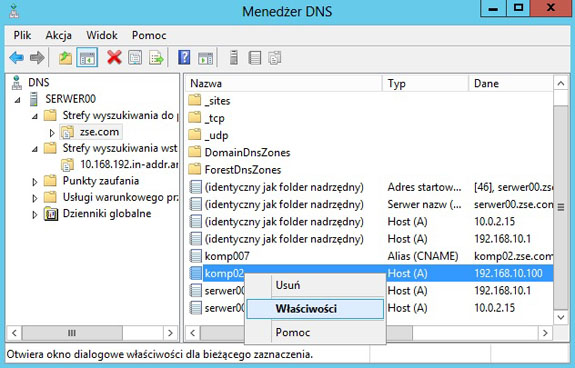 Menedżer DNS
Plik Akcja Widok Pomoc
DNS
SERWER00
Strefy wyszukiwania do p
zse.com
Strefy wyszukiwania wst
10.168.192.in-addr.ar
Punkty zaufania
Usługi warunkowego prz
Dzienniki globalne
Nazwa Typ Dane
_sites
_tcp
_udp
DomainDnsZones
ForestDnsZones
(identyczny jak folder nadrzędny) Adres startow... [46], serwer00.zse
(identyczny jak folder nadrzędny) Serwer nazw (... serwer00.zse.com
(identyczny jak folder nadrzędny) Host (A) 10.0.2.15
(identyczny jak folder nadrzędny) Host (A) 192.168.10.1
komp007 Alias (CNAME) komp02.zse.com
komp02 Host (A) 192.168.10.100
serwer00 Host (A) 192.168.10.1
serwer00 Host (A) 10.0.2.15
Usuń
Właściwości
Pomoc
Otwiera okno dialogowe właściwości dla bieżącego zaznaczenia.